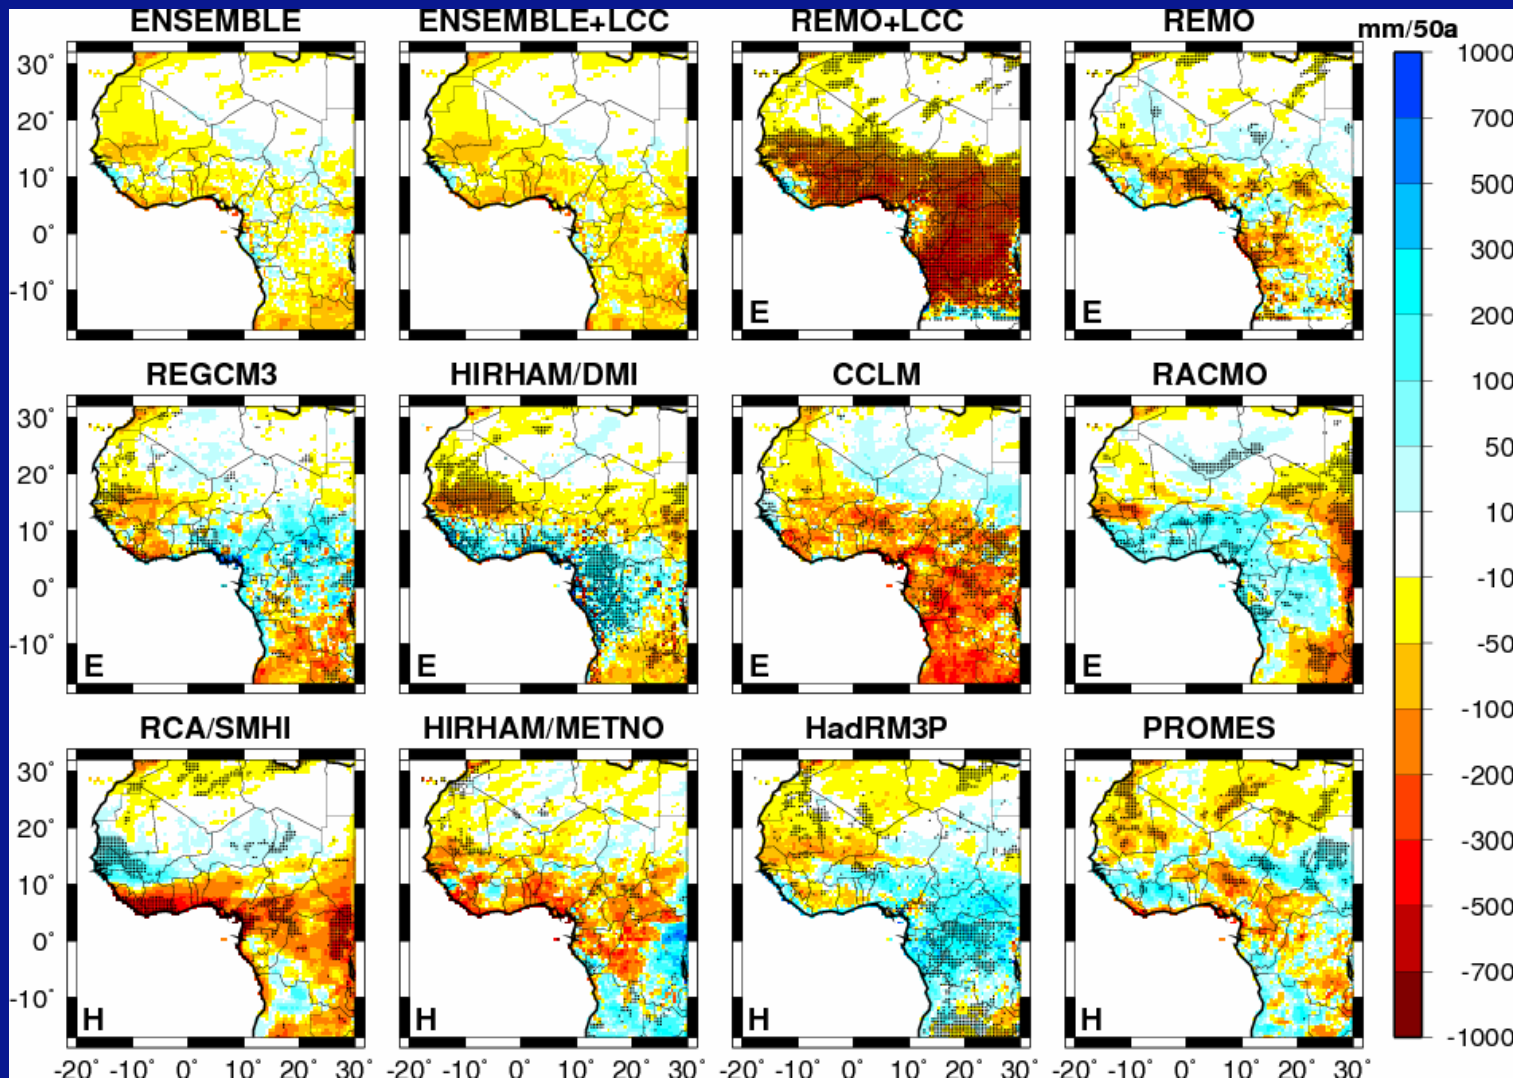 ENSEMBLE ENSEMBLE+LCC REMO+LCC REMO
mm/50a
30° 20° 10° 0° -10°
E E
1000
700
500
300
200
100
50
10
-10
-50
-100
-200
-300
-500
-700
-1000
REGCM3 HIRHAM/DMI CCLM RACMO
30° 20° 10° 0° -10°
E E E E
RCA/SMHI HIRHAM/METNO HadRM3P PROMES
30° 20° 10° 0° -10°
H H H H
-20° -10° 0° 10° 20° 30° -20° -10° 0° 10° 20° 30° -20° -10° 0° 10° 20° 30° -20° -10° 0° 10° 20° 30°